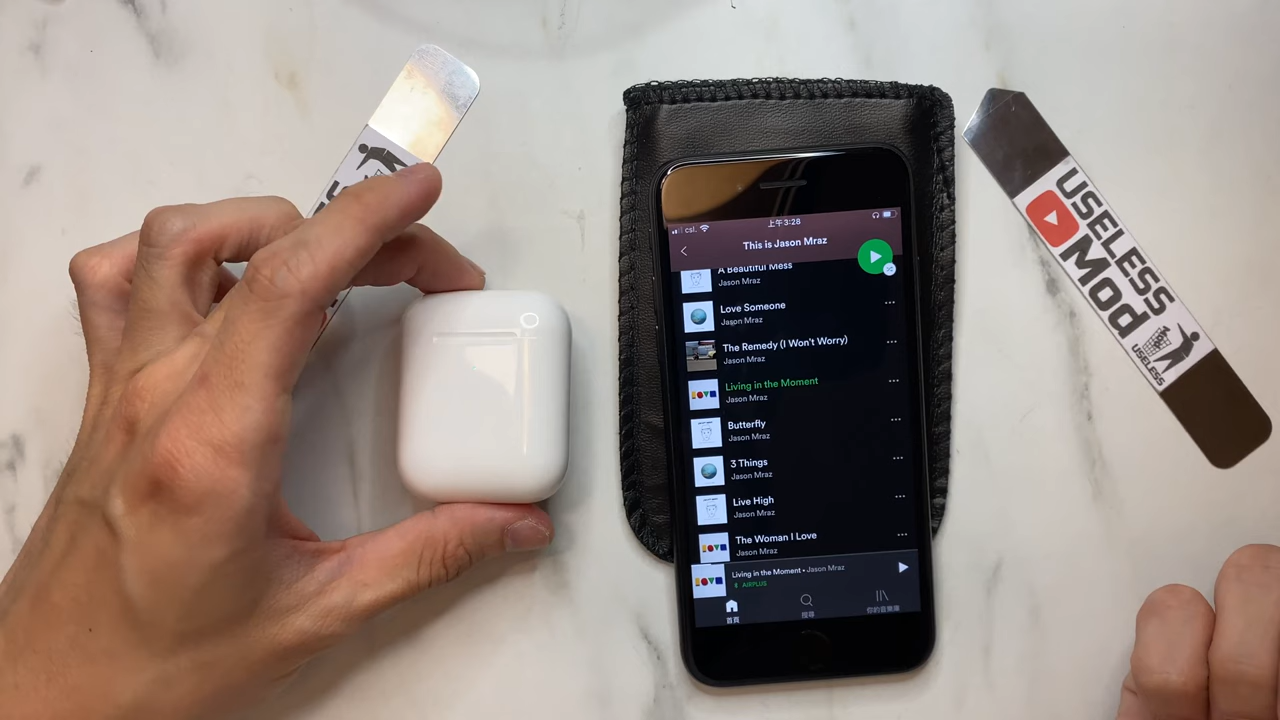 csl.
上午3:28
This is Jason Mraz
A Beautiful Mess
Jason Mraz
Love Someone
Jason Mraz
The Remedy (I Won't Worry)
Jason Mraz
Living in the Moment
Jason Mraz
Butterfly
Jason Mraz
3 Things
Jason Mraz
Live High
Jason Mraz
The Woman I Love
Jason Mraz
Living in the Moment • Jason Mraz
AIRPLUS
首頁
搜尋
你的音樂庫
USELESS
Mod
USELESS